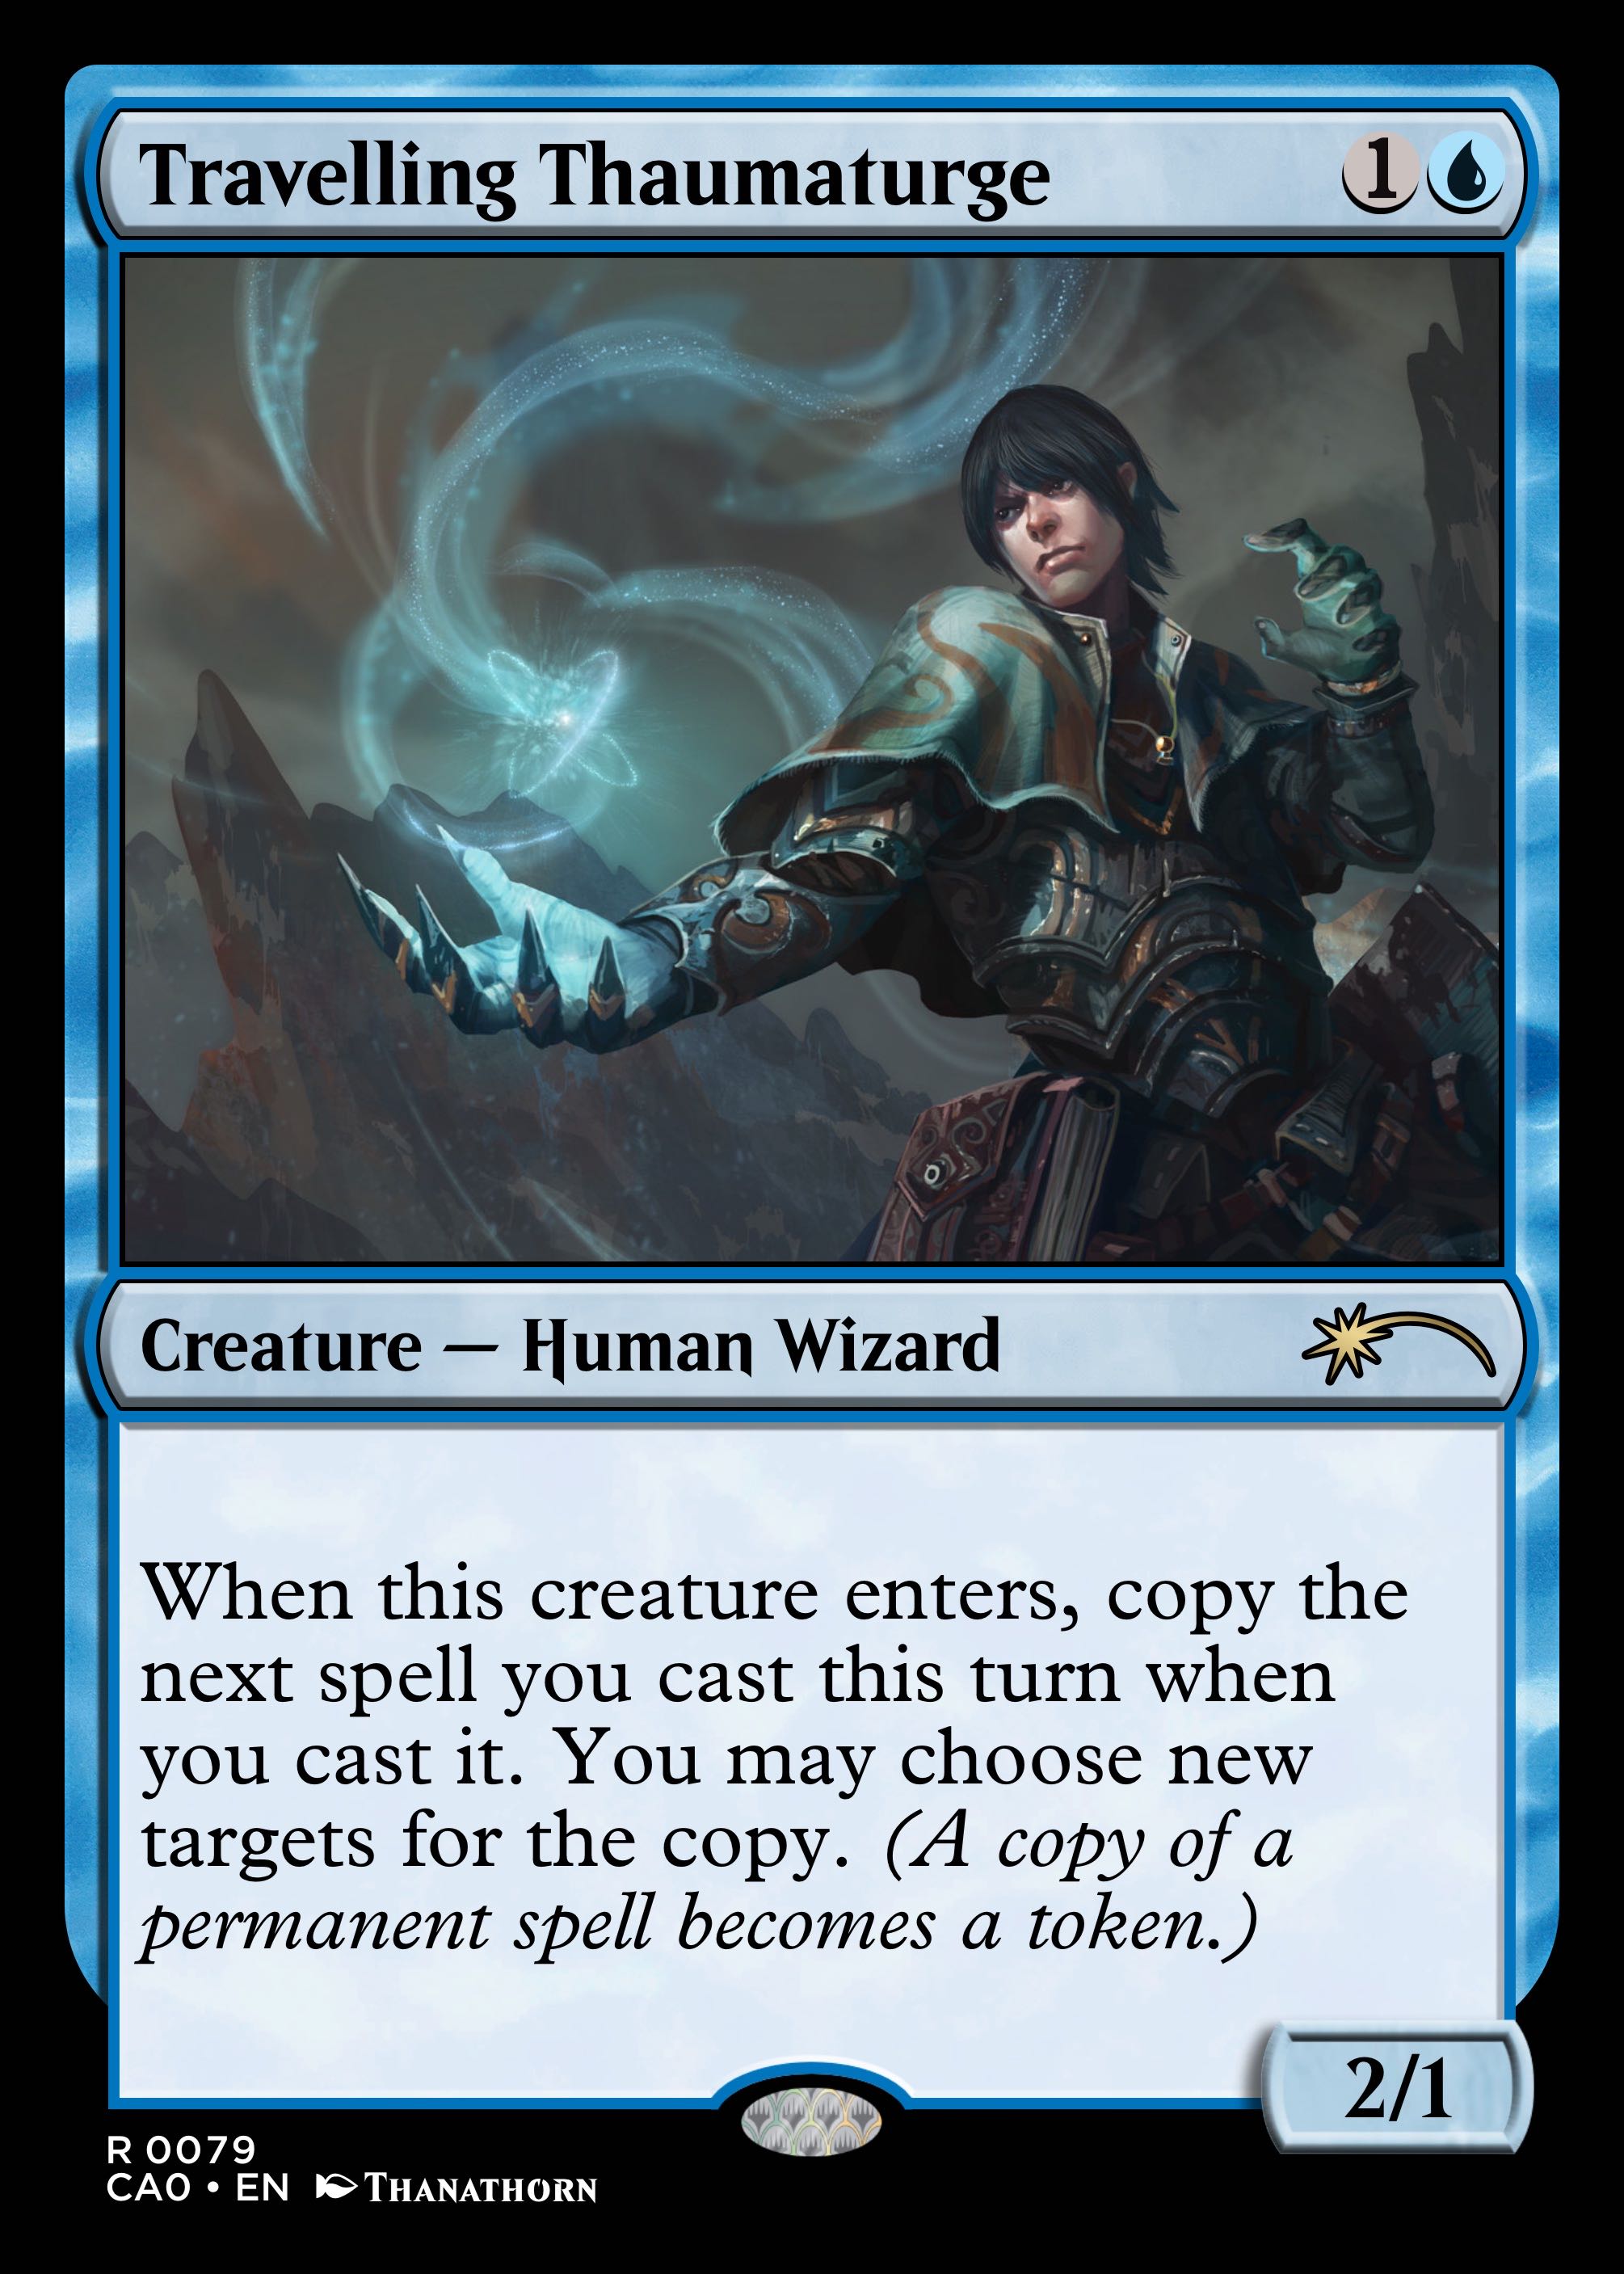 Travelling Thaumaturge 1
Creature — Human Wizard
When this creature enters, copy the
next spell you cast this turn when
you cast it. You may choose new
targets for the copy. (A copy of a
permanent spell becomes a token.)
2/1
R 0079
CA0 • EN Thanathorn